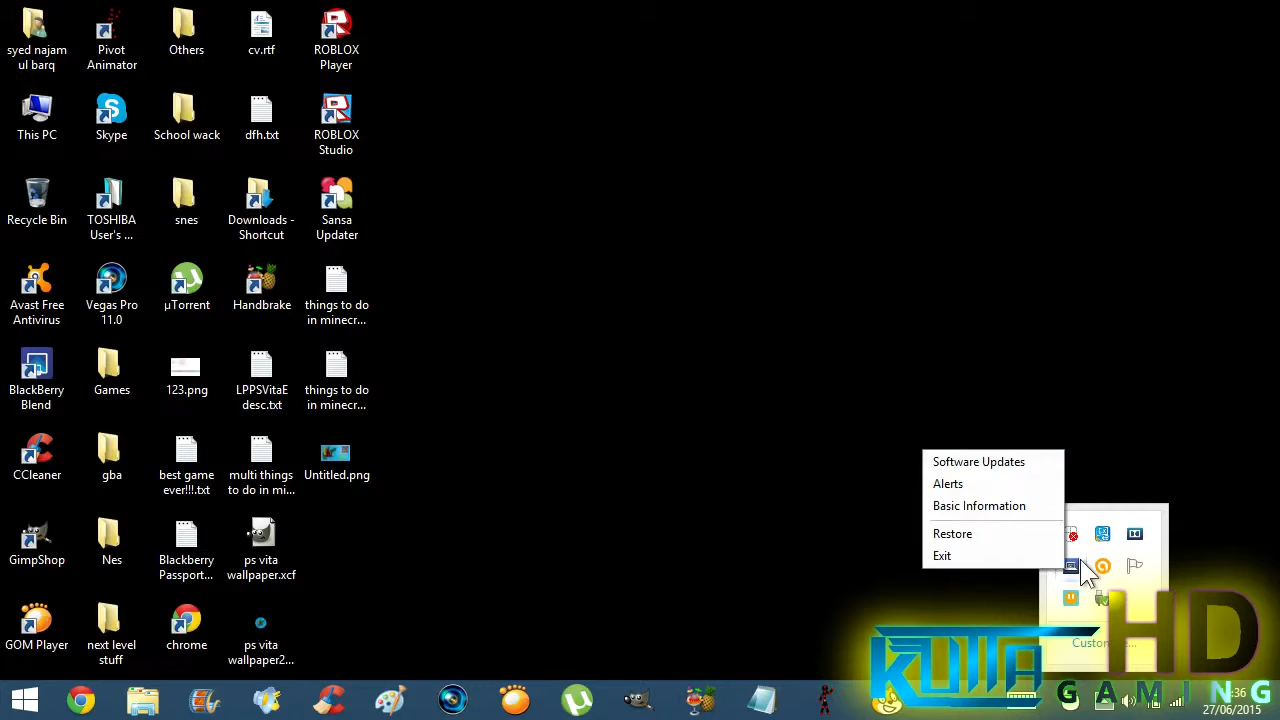 syed najam
ul barq
Pivot
Animator
Others
cv.rtf
ROBLOX
Player
This PC
Skype
School wack
dfh.txt
ROBLOX
Studio
Recycle Bin
TOSHIBA
User's ...
snes
Downloads -
Shortcut
Sansa
Updater
Avast Free
Antivirus
Vegas Pro
11.0
µTorrent
Handbrake
things to do
in minecr...
BlackBerry
Blend
Games
123.png
LPPSVitaE
desc.txt
things to do
in minecr...
CCleaner
gba
best game
ever!!!.txt
multi things
to do in mi...
Untitled.png
GimpShop
Nes
Blackberry
Passport...
ps vita
wallpaper.xcf
GOM Player
next level
stuff
chrome
ps vita
wallpaper2...
Software Updates
Alerts
Basic Information
Restore
Exit
KUTTA HD
GAMING
:36
27/06/2015